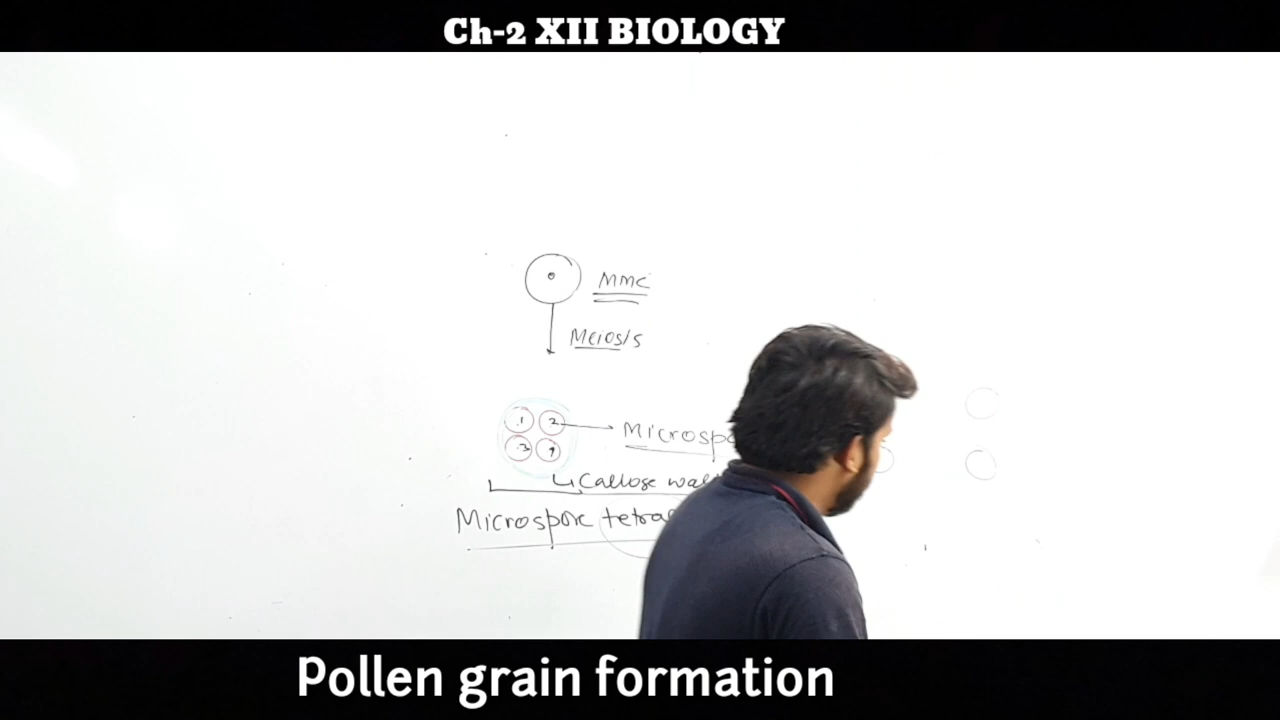 Ch-2 XII BIOLOGY
MMC
Meiosis
1 2
3 4
Callose
Microspore
Pollen grain formation